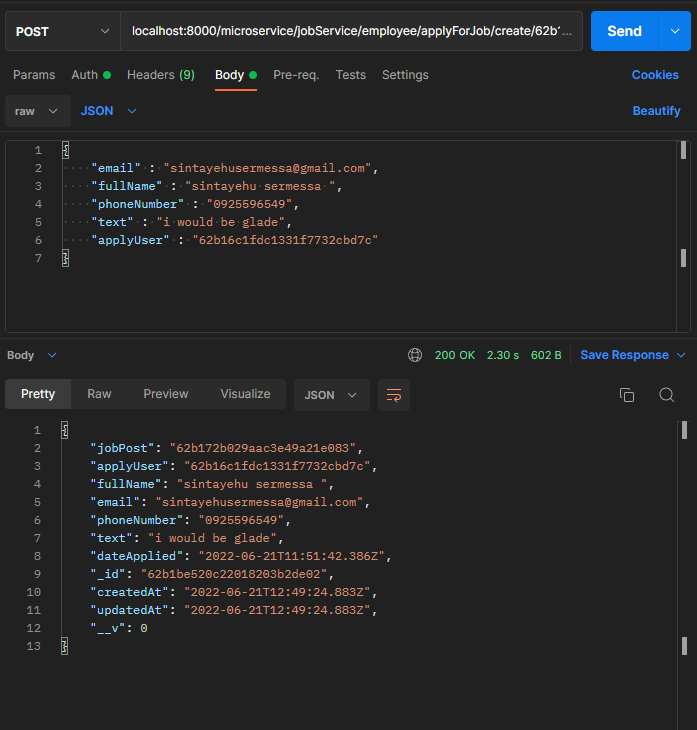 POST localhost:8000/microservice/jobService/employee/applyForJob/create/62b1... Send
Params Auth Headers (9) Body Pre-req. Tests Settings Cookies
raw JSON Beautify
1 {
2 "email" : "sintayehusermessa@gmail.com",
3 "fullName" : "sintayehu sermessa ",
4 "phoneNumber" : "0925596549",
5 "text" : "i would be glade",
6 "applyUser" : "62b16c1fdc1331f7732cbd7c"
7 }
Body 200 OK 2.30 s 602 B Save Response
Pretty Raw Preview Visualize JSON
1 {
2 "jobPost": "62b172b029aac3e49a21e083",
3 "applyUser": "62b16c1fdc1331f7732cbd7c",
4 "fullName": "sintayehu sermessa ",
5 "email": "sintayehusermessa@gmail.com",
6 "phoneNumber": "0925596549",
7 "text": "i would be glade",
8 "dateApplied": "2022-06-21T11:51:42.386Z",
9 "_id": "62b1be520c22018203b2de02",
10 "createdAt": "2022-06-21T12:49:24.883Z",
11 "updatedAt": "2022-06-21T12:49:24.883Z",
12 "__v": 0
13 }